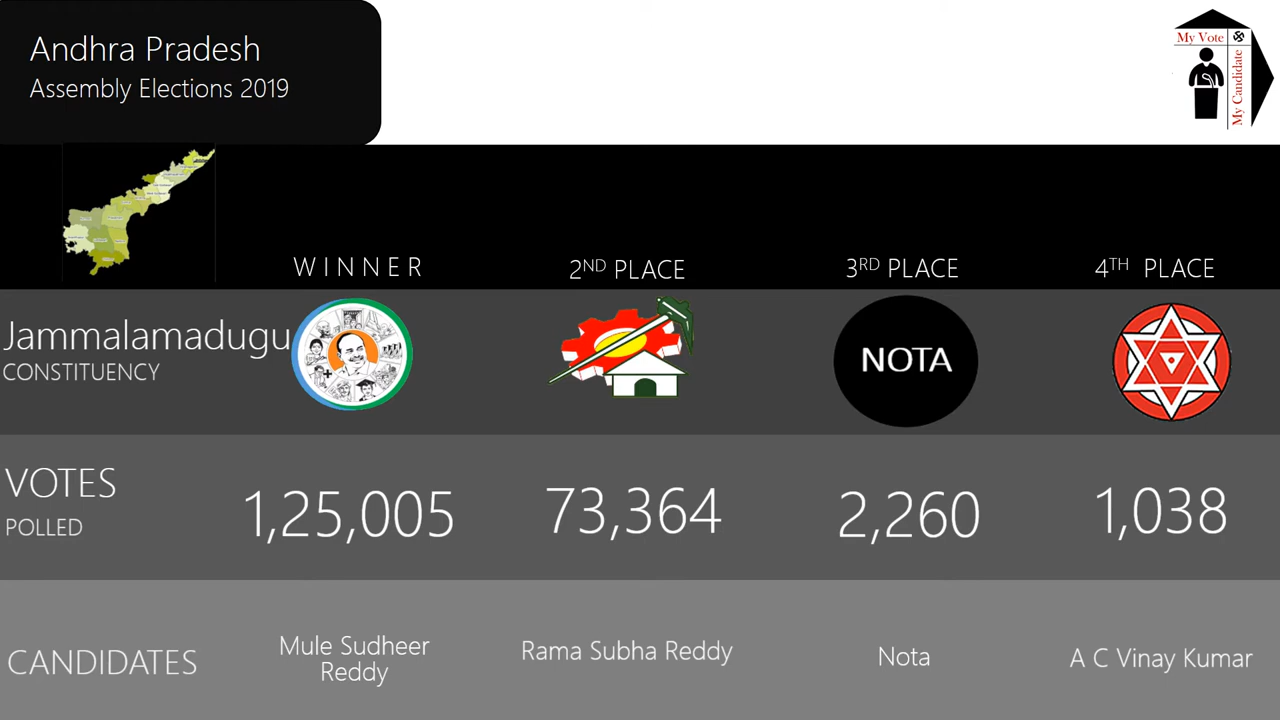 Andhra Pradesh
Assembly Elections 2019
My Vote
My Candidate
WINNER
2ND PLACE
3RD PLACE
4TH PLACE
Jammalamadugu
CONSTITUENCY
NOTA
VOTES
POLLED
1,25,005
73,364
2,260
1,038
CANDIDATES
Mule Sudheer
Reddy
Rama Subha Reddy
Nota
A C Vinay Kumar